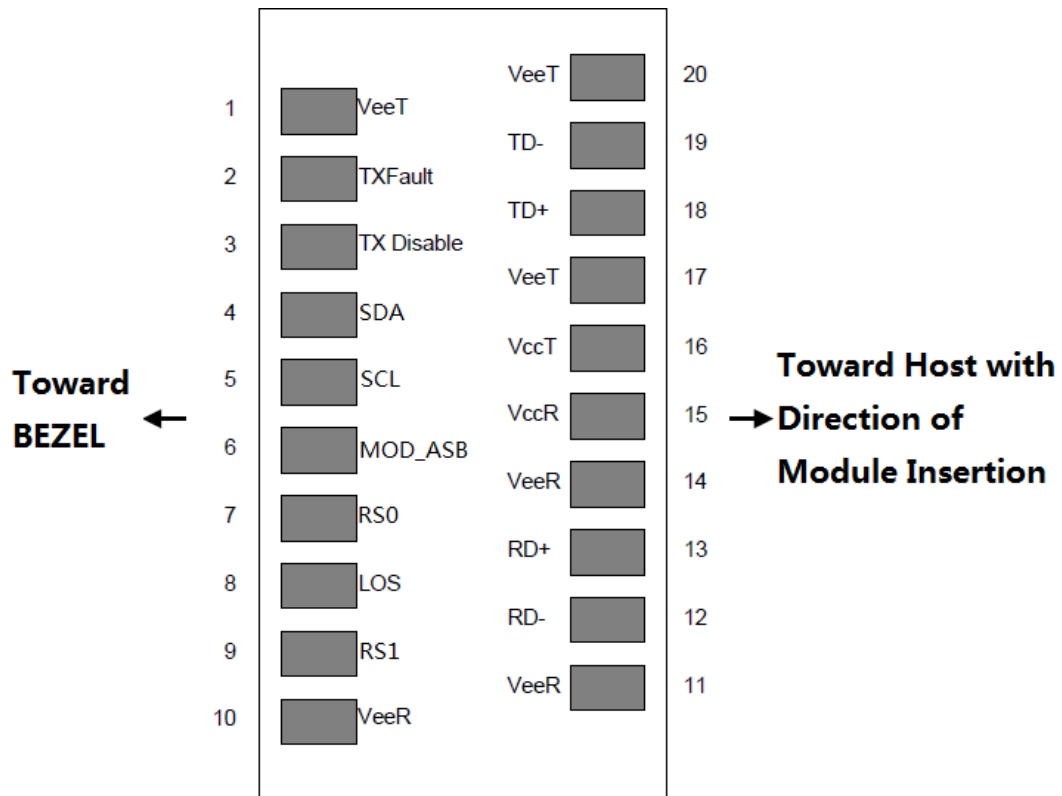 VeeT 20
1 VeeT
TD- 19
2 TXFault
TD+ 18
3 TX Disable
VeeT 17
4 SDA
VccT 16
5 SCL
Toward
BEZEL
VccR 15
Toward Host with
Direction of
Module Insertion
6 MOD_ASB
VeeR 14
7 RS0
RD+ 13
8 LOS
RD- 12
9 RS1
VeeR 11
10 VeeR